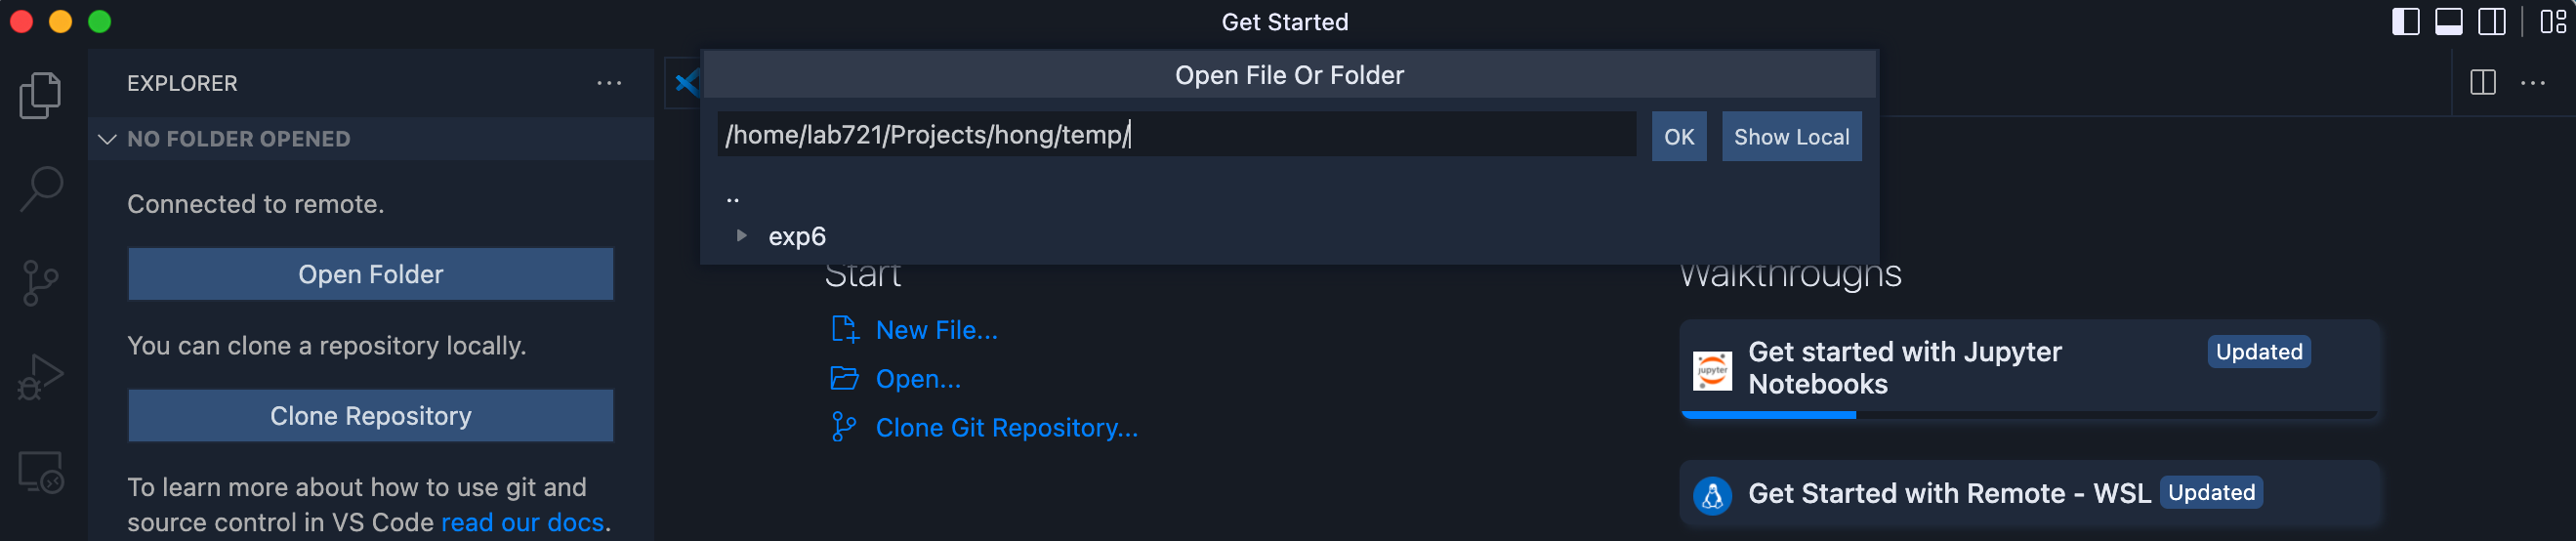 Get Started
EXPLORER
NO FOLDER OPENED
Connected to remote.
Open Folder
You can clone a repository locally.
Clone Repository
To learn more about how to use git and
source control in VS Code read our docs.
Open File Or Folder
/home/lab721/Projects/hong/temp/
OK
Show Local
..
exp6
Start
New File...
Open...
Clone Git Repository...
Walkthroughs
Get started with Jupyter
Notebooks
Updated
jupyter
Get Started with Remote - WSL
Updated